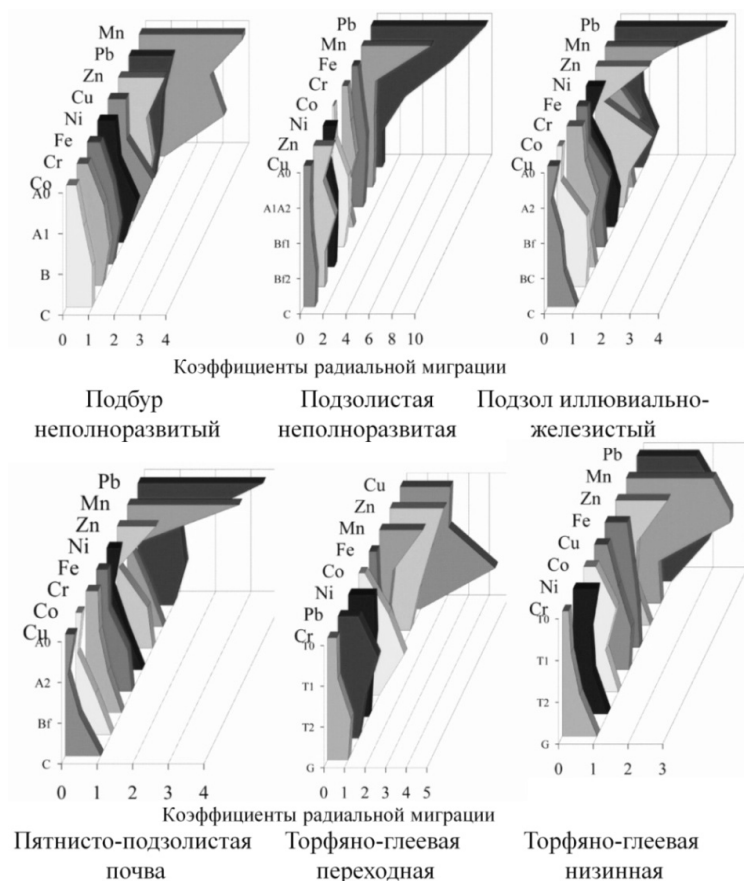 Mn
Pb
Zn
Cu
Ni
Fe
Cr
Co
A0
A1
B
C
0 1 2 3 4
Pb
Mn
Fe
Cr
Co
Ni
Zn
Cu
A0
A1A2
Bf1
Bf2
C
0 2 4 6 8 10
Pb
Mn
Zn
Ni
Fe
Cr
Co
Cu
A0
A2
Bf
BC
C
0 1 2 3 4
Коэффициенты радиальной миграции
Подбур
неполноразвитый
Подзолистая
неполноразвитая
Подзол иллювиально-
железистый
Pb
Mn
Zn
Ni
Fe
Cr
Co
Cu
A0
A2
Bf
C
0 1 2 3 4
Cu
Zn
Mn
Fe
Co
Ni
Pb
Cr
T0
T1
T2
G
0 1 2 3 4 5
Pb
Mn
Zn
Fe
Cu
Co
Ni
Cr
T0
T1
T2
G
0 1 2 3
Коэффициенты радиальной миграции
Пятнисто-подзолистая
почва
Торфяно-глеевая
переходная
Торфяно-глеевая
низинная